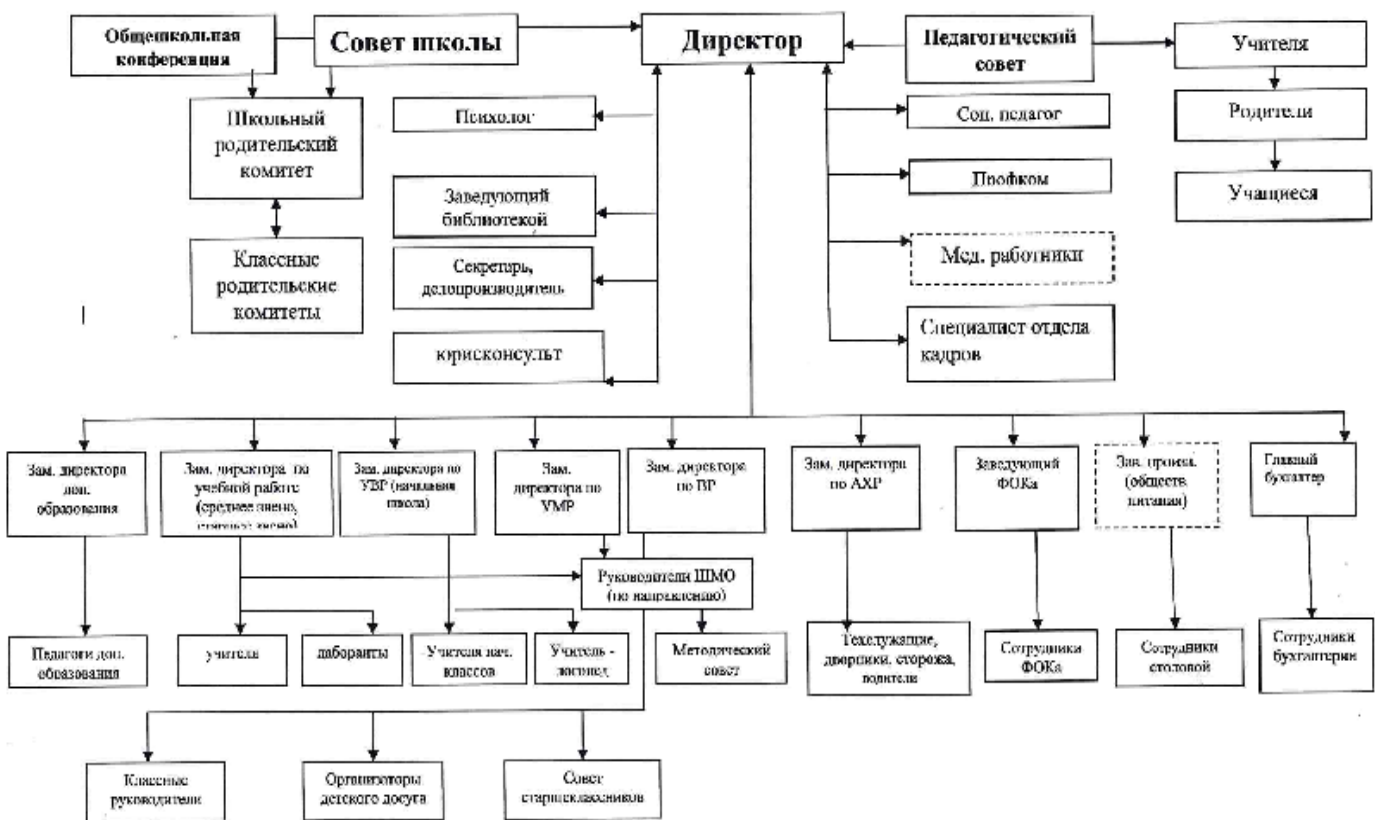 Общешкольная
конференция
Совет школы
Директор
Педагогический
совет
Учителя
Школьный
родительский
комитет
Психолог
Соц. педагог
Родители
Профком
Учащиеся
Заведующий
библиотекой
Классные
родительские
комитеты
Секретарь,
делопроизводитель
Мед. работники
юрисконсульт
Специалист отдела
кадров
Зам. директора
доп.
образования
Зам. директора по
учебной работе
(среднее звено,
Зам. директора по
УВР (начальная
школа)
Зам.
директора по
УМР
Зам. директора
по ВР
Зам. директора
по АХР
Заведующий
ФОКа
Зав. произв.
(обществ.
питания)
Главный
бухгалтер
Руководители ШМО
(по направлению)
Педагоги доп.
образования
учителя
лаборанты
Учителя нач.
классов
Учитель -
логопед
Методический
совет
Техслужащие,
дворники, сторожа,
водители
Сотрудники
ФОКа
Сотрудники
столовой
Сотрудники
бухгалтерии
Классные
руководители
Организаторы
детского досуга
Совет
старшеклассников